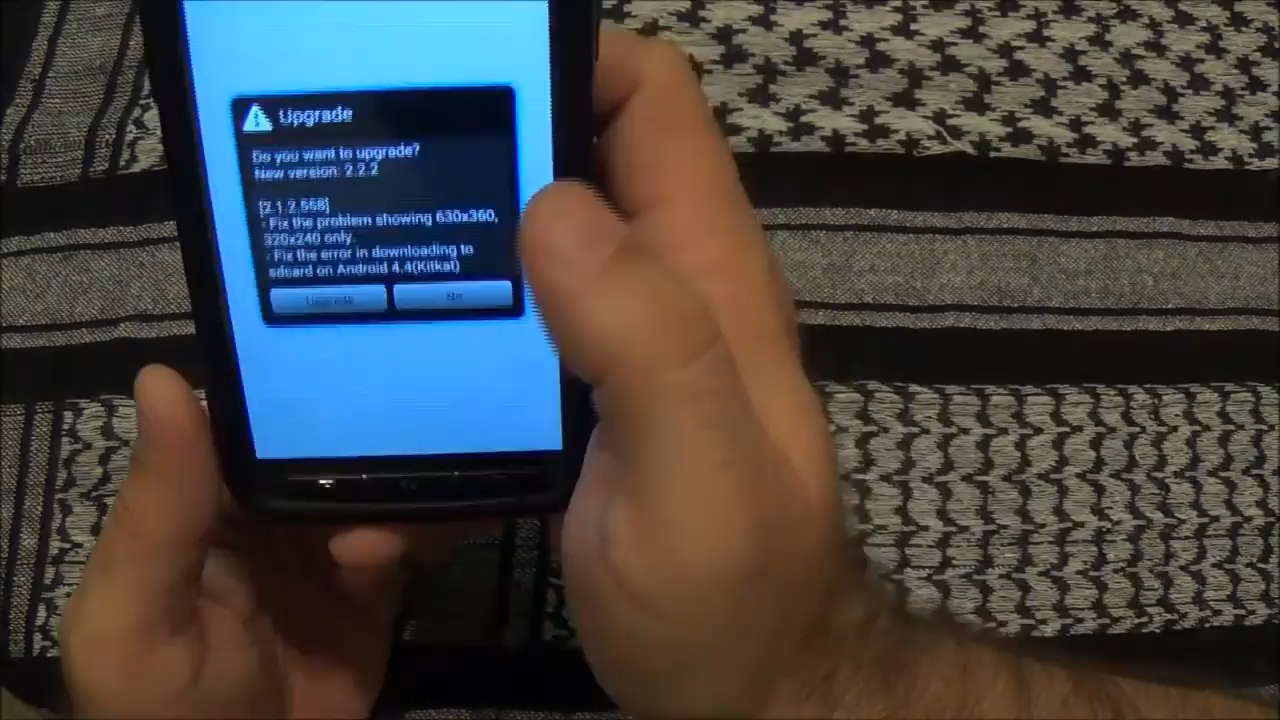 Upgrade
Do you want to upgrade?
New version: 2.2.2
[2.1.2.558]
- Fix the problem showing 630x360,
320x240 only.
- Fix the error in downloading to
sdcard on Android 4.4(Kitkat)
Upgrade No